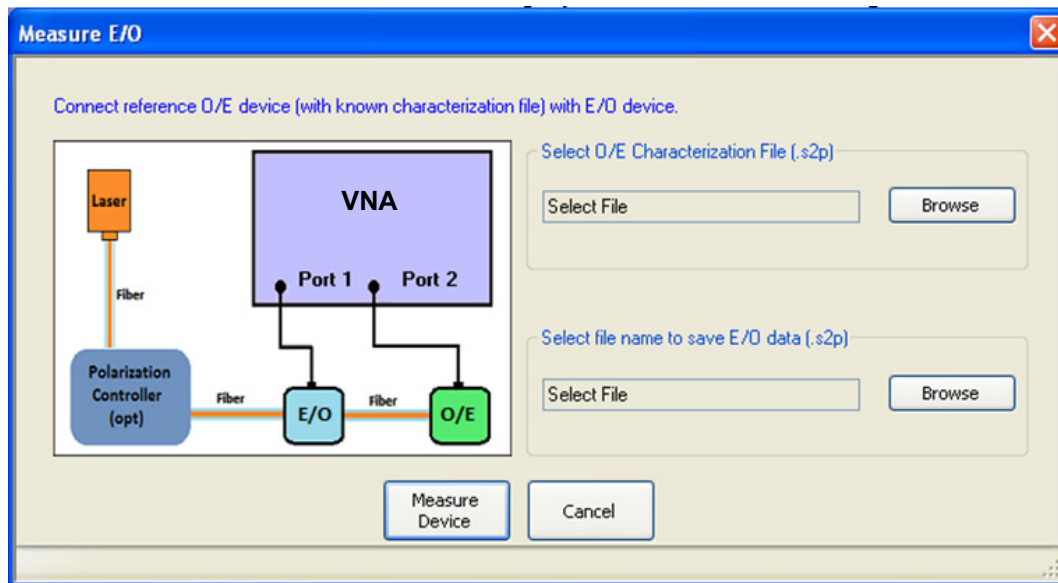 Measure E/O
Connect reference O/E device (with known characterization file) with E/O device.
Laser
Fiber
VNA
Port 1 Port 2
Polarization
Controller
(opt)
Fiber
E/O
Fiber
O/E
Select O/E Characterization File (.s2p)
Select File
Browse
Select file name to save E/O data (.s2p)
Select File
Browse
Measure
Device
Cancel